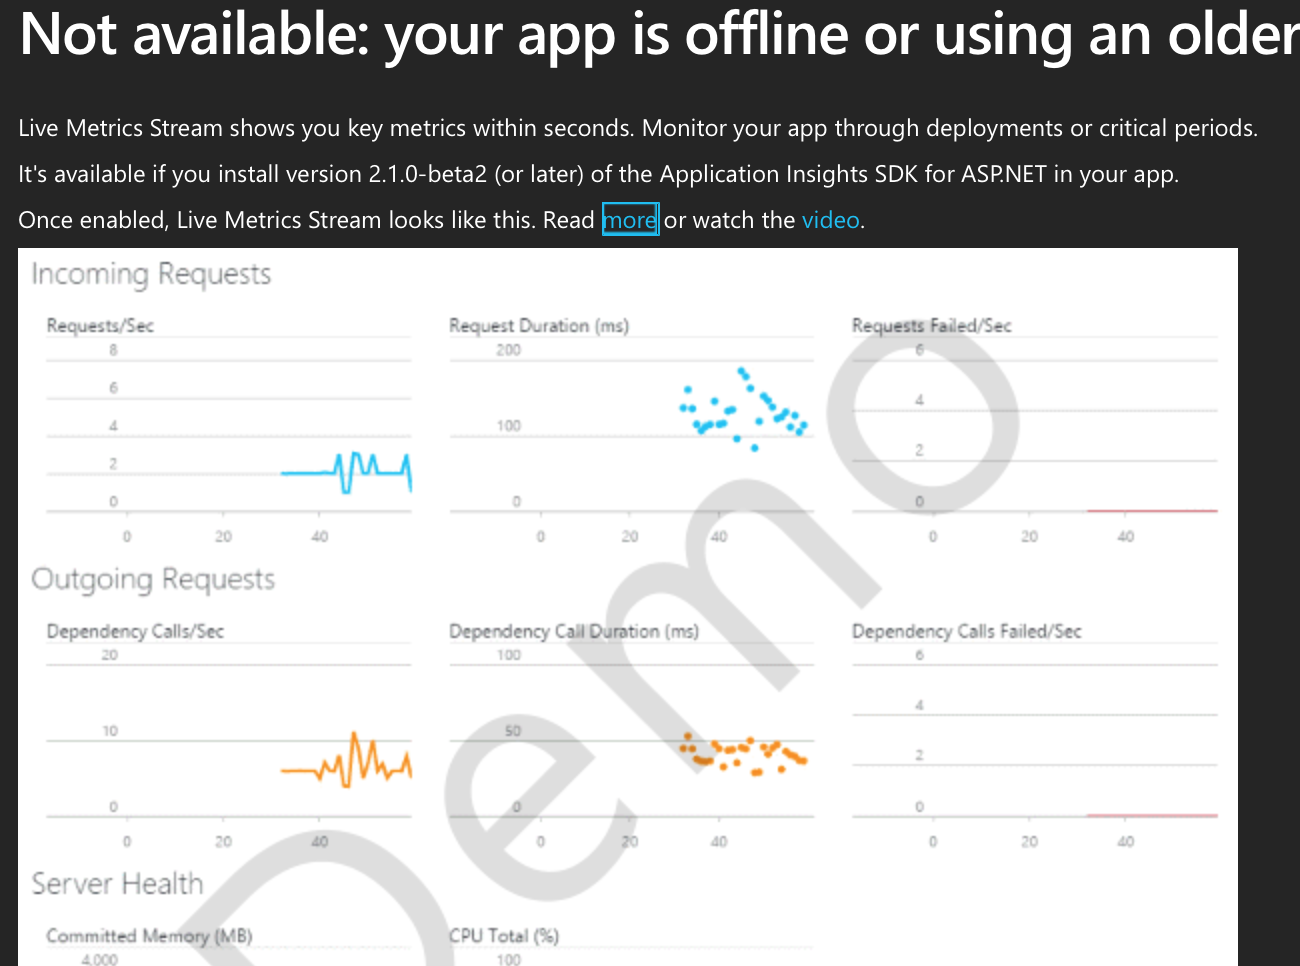 Not available: your app is offline or using an older
Live Metrics Stream shows you key metrics within seconds. Monitor your app through deployments or critical periods.
It's available if you install version 2.1.0-beta2 (or later) of the Application Insights SDK for ASP.NET in your app.
Once enabled, Live Metrics Stream looks like this. Read more or watch the video.
Incoming Requests
Requests/Sec
8
6
4
2
0
0 20 40
Request Duration (ms)
200
100
0
0 20 40
Requests Failed/Sec
6
4
2
0
0 20 40
Outgoing Requests
Dependency Calls/Sec
20
10
0
0 20 40
Dependency Call Duration (ms)
100
50
0
0 20 40
Dependency Calls Failed/Sec
6
4
2
0
0 20 40
Server Health
Committed Memory (MB)
4,000
CPU Total (%)
100
Demo